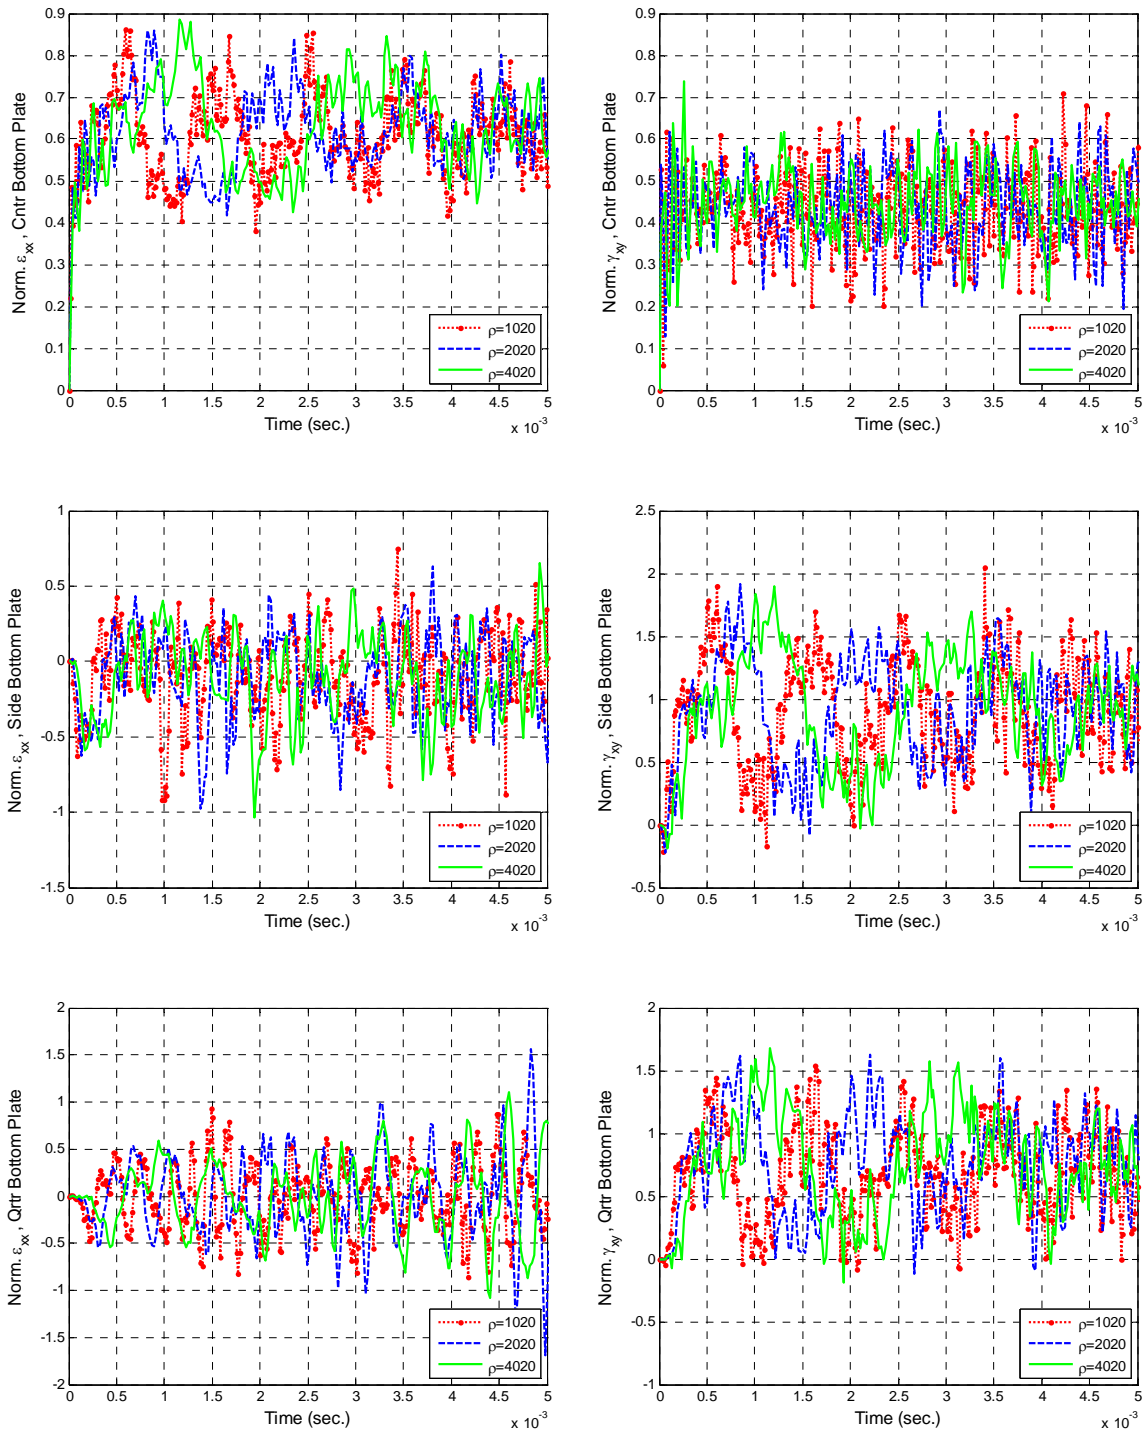 0.9
0.8
0.7
0.6
0.5
0.4
0.3
0.2
0.1
0
Norm. εxx , Cntr Bottom Plate
ρ=1020
ρ=2020
ρ=4020
0 0.5 1 1.5 2 2.5 3 3.5 4 4.5 5
Time (sec.)
x 10-3
0.9
0.8
0.7
0.6
0.5
0.4
0.3
0.2
0.1
0
Norm. γxy , Cntr Bottom Plate
ρ=1020
ρ=2020
ρ=4020
0 0.5 1 1.5 2 2.5 3 3.5 4 4.5 5
Time (sec.)
x 10-3
1
0.5
0
-0.5
-1
-1.5
Norm. εxx , Side Bottom Plate
ρ=1020
ρ=2020
ρ=4020
0 0.5 1 1.5 2 2.5 3 3.5 4 4.5 5
Time (sec.)
x 10-3
2.5
2
1.5
1
0.5
0
-0.5
Norm. γxy , Side Bottom Plate
ρ=1020
ρ=2020
ρ=4020
0 0.5 1 1.5 2 2.5 3 3.5 4 4.5 5
Time (sec.)
x 10-3
2
1.5
1
0.5
0
-0.5
-1
-1.5
-2
Norm. εxx , Qrtr Bottom Plate
ρ=1020
ρ=2020
ρ=4020
0 0.5 1 1.5 2 2.5 3 3.5 4 4.5 5
Time (sec.)
x 10-3
2
1.5
1
0.5
0
-0.5
-1
Norm. γxy, Qrtr Bottom Plate
ρ=1020
ρ=2020
ρ=4020
0 0.5 1 1.5 2 2.5 3 3.5 4 4.5 5
Time (sec.)
x 10-3